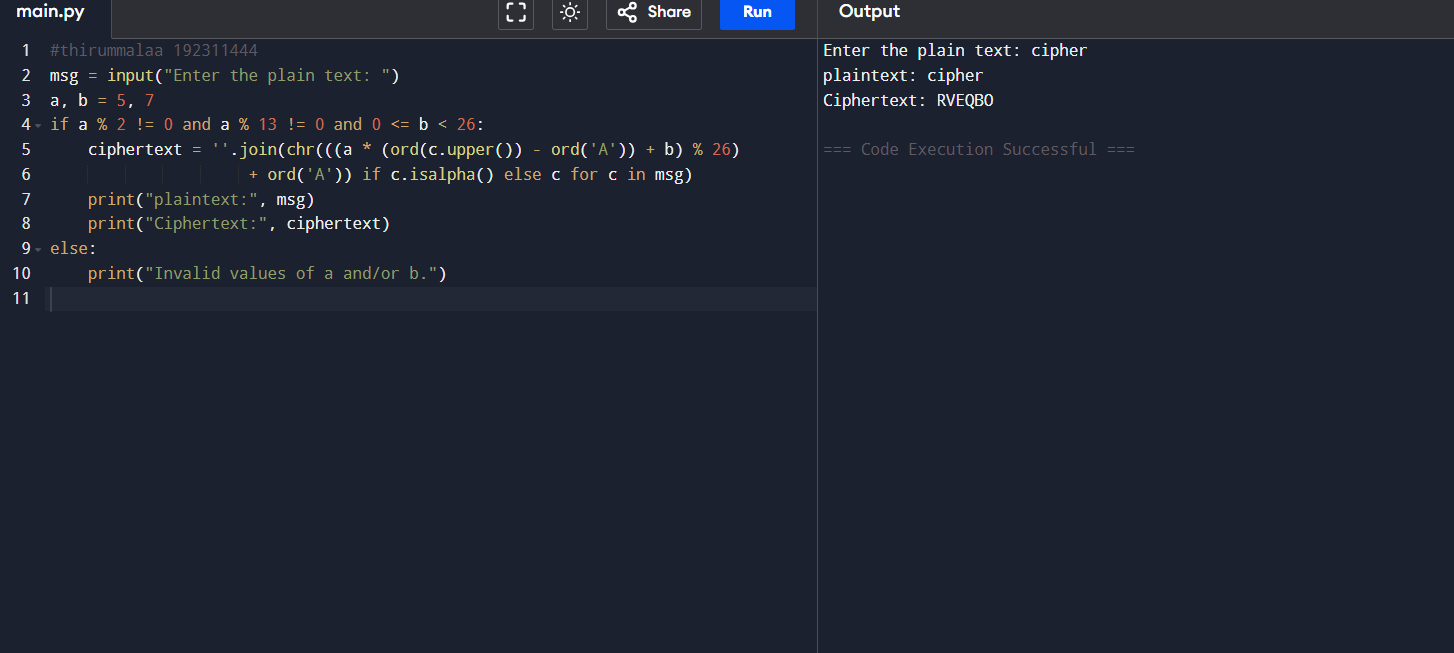 main.py
Share
Run
Output
1 #thirummalaa 192311444
2 msg = input("Enter the plain text: ")
3 a, b = 5, 7
4 if a % 2 != 0 and a % 13 != 0 and 0 <= b < 26:
5     ciphertext = ''.join(chr(((a * (ord(c.upper()) - ord('A')) + b) % 26)
6                      + ord('A')) if c.isalpha() else c for c in msg)
7     print("plaintext:", msg)
8     print("Ciphertext:", ciphertext)
9 else:
10     print("Invalid values of a and/or b.")
11
Enter the plain text: cipher
plaintext: cipher
Ciphertext: RVEQBO
=== Code Execution Successful ===